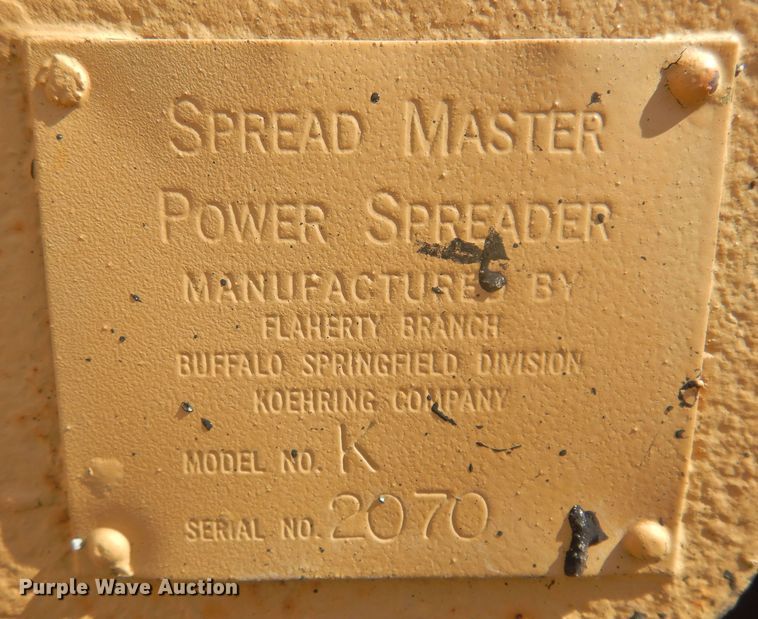 SPREAD MASTER
POWER SPREADER
MANUFACTURED BY
FLAHERTY BRANCH
BUFFALO SPRINGFIELD DIVISION
KOEHRING COMPANY
MODEL NO. K
SERIAL NO. 2070
Purple Wave Auction